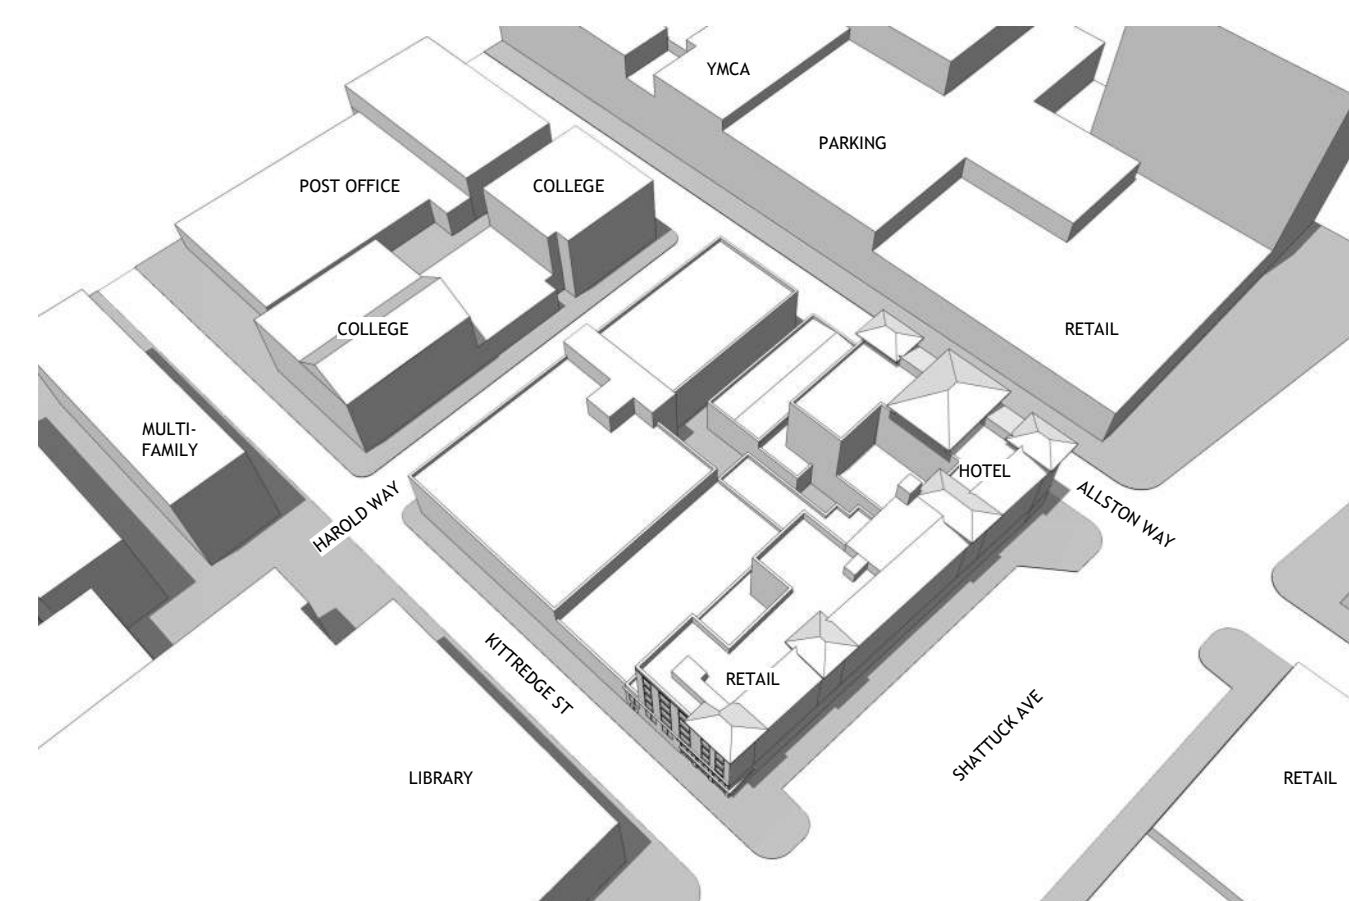 YMCA
PARKING
POST OFFICE
COLLEGE
COLLEGE
RETAIL
MULTI-
FAMILY
HOTEL
HAROLD WAY
ALLSTON WAY
KITTREDGE ST
RETAIL
SHATTUCK AVE
LIBRARY
RETAIL